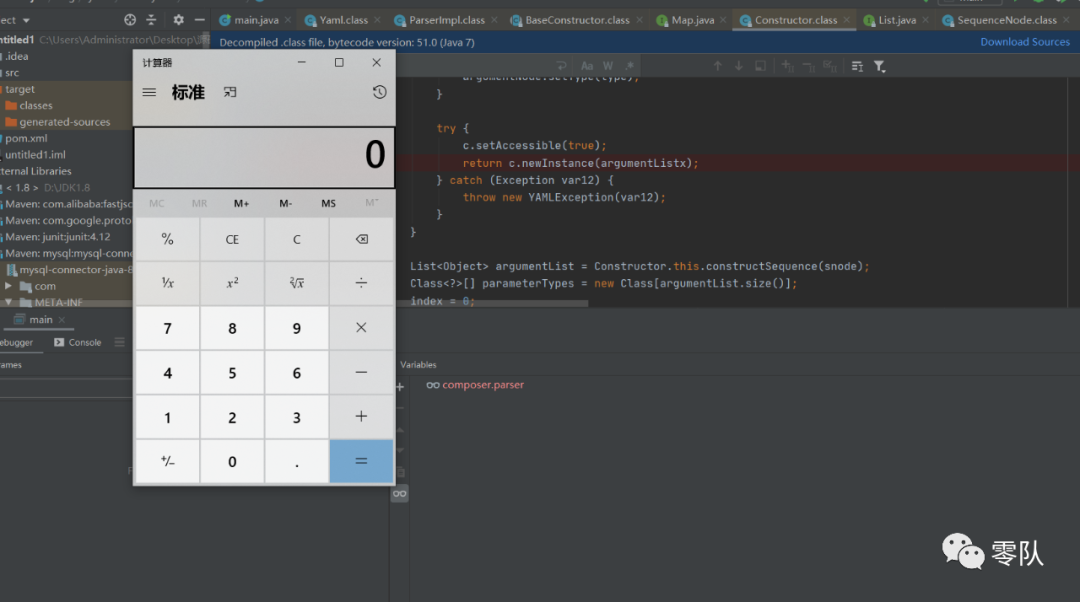 main.java Yaml.class ParserImpl.class BaseConstructor.class Map.java Constructor.class List.java SequenceNode.class
C:\Users\Administrator\Desktop\
Decompiled .class file, bytecode version: 51.0 (Java 7)
Download Sources
.idea
src
target
classes
generated-sources
pom.xml
untitled1.iml
ternal Libraries
< 1.8 > D:\JDK1.8
Maven: com.alibaba:fastjso
Maven: com.google.proto
Maven: junit:junit:4.12
Maven: mysql:mysql-conne
mysql-connector-java-8
com
META-INF
main
ebugger
Console
计算器
标准
0
MC MR M+ M- MS M˅
% CE C
¹/x x² ²√x ÷
7 8 9 ×
4 5 6 −
1 2 3 +
+/− 0 . =
Aa W .*
argumentNode.setType(type);
}
try {
c.setAccessible(true);
return c.newInstance(argumentListx);
} catch (Exception var12) {
throw new YAMLException(var12);
}
}
List<Object> argumentList = Constructor.this.constructSequence(snode);
Class<?>[] parameterTypes = new Class[argumentList.size()];
index = 0;
Variables
composer.parser
零队